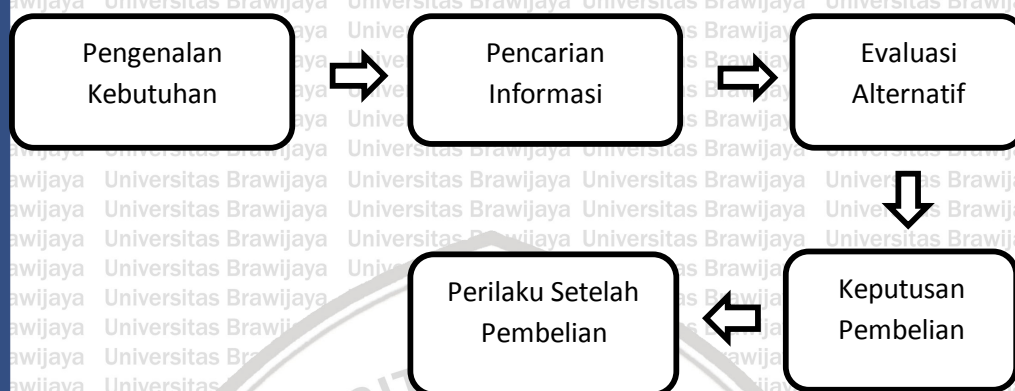 Pengenalan
Kebutuhan
Pencarian
Informasi
Evaluasi
Alternatif
Keputusan
Pembelian
Perilaku Setelah
Pembelian